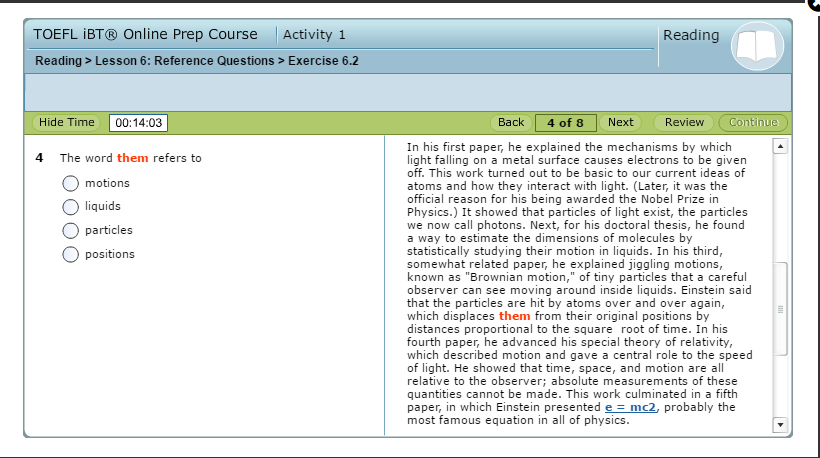 TOEFL iBT® Online Prep Course Activity 1 Reading
Reading > Lesson 6: Reference Questions > Exercise 6.2
Hide Time 00:14:03 Back 4 of 8 Next Review Continue
4 The word them refers to
motions
liquids
particles
positions
In his first paper, he explained the mechanisms by which
light falling on a metal surface causes electrons to be given
off. This work turned out to be basic to our current ideas of
atoms and how they interact with light. (Later, it was the
official reason for his being awarded the Nobel Prize in
Physics.) It showed that particles of light exist, the particles
we now call photons. Next, for his doctoral thesis, he found
a way to estimate the dimensions of molecules by
statistically studying their motion in liquids. In his third,
somewhat related paper, he explained jiggling motions,
known as "Brownian motion," of tiny particles that a careful
observer can see moving around inside liquids. Einstein said
that the particles are hit by atoms over and over again,
which displaces them from their original positions by
distances proportional to the square root of time. In his
fourth paper, he advanced his special theory of relativity,
which described motion and gave a central role to the speed
of light. He showed that time, space, and motion are all
relative to the observer; absolute measurements of these
quantities cannot be made. This work culminated in a fifth
paper, in which Einstein presented e = mc2, probably the
most famous equation in all of physics.